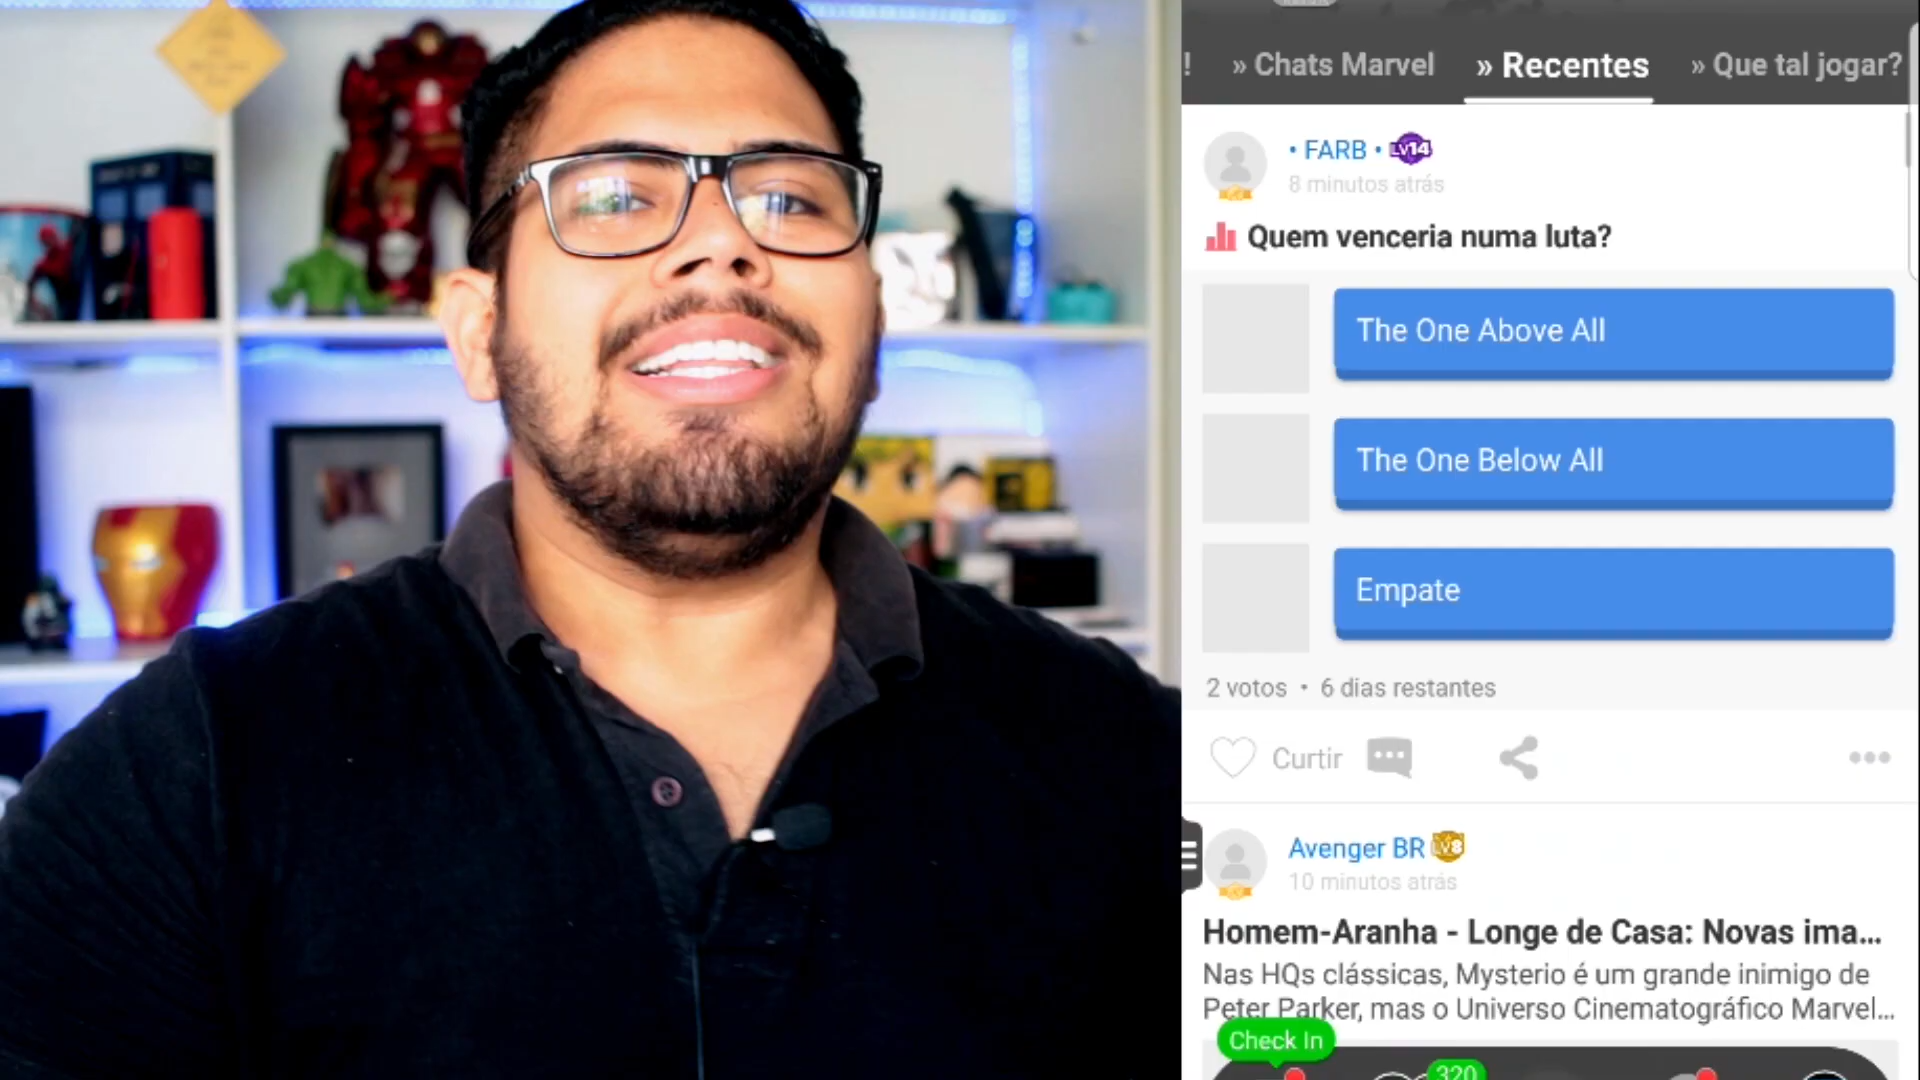 !
» Chats Marvel
» Recentes
» Que tal jogar?
• FARB • LV14
8 minutos atrás
Quem venceria numa luta?
The One Above All
The One Below All
Empate
2 votos • 6 dias restantes
Curtir
Avenger BR LV8
10 minutos atrás
Homem-Aranha - Longe de Casa: Novas ima...
Nas HQs clássicas, Mysterio é um grande inimigo de
Peter Parker, mas o Universo Cinematográfico Marvel...
Check In
320